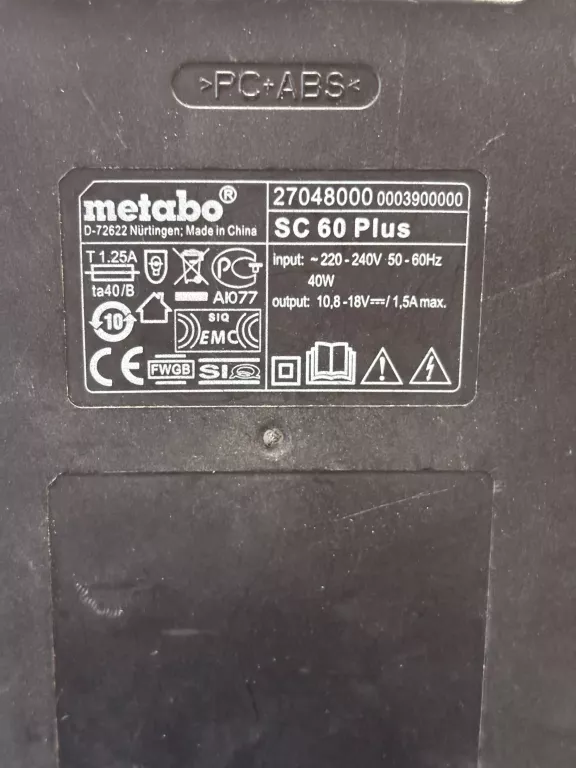 >PC+ABS<
metabo®
D-72622 Nürtingen; Made in China
27048000 0003900000
SC 60 Plus
T 1.25A
ta40/B
AI077
input: ~220-240V 50-60Hz
40W
output: 10,8-18V⎓/1,5A max.
10
SIQ
EMC
CE
FWGB